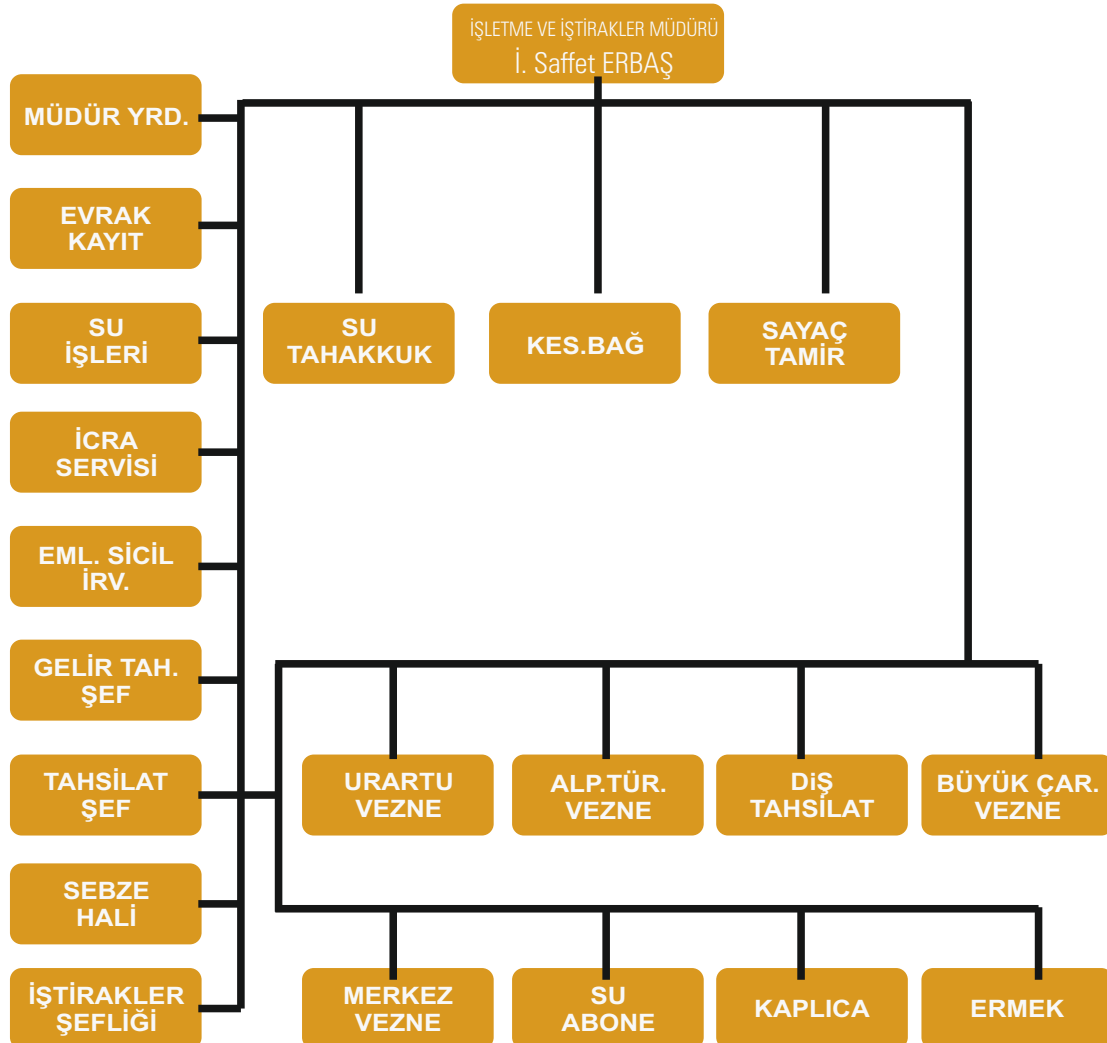 İŞLETME VE İŞTİRAKLER MÜDÜRÜ
İ. Saffet ERBAŞ
MÜDÜR YRD.
EVRAK
KAYIT
SU
İŞLERİ
SU
TAHAKKUK
KES.BAĞ
SAYAÇ
TAMİR
İCRA
SERVİSİ
EML. SİCİL
İRV.
GELİR TAH.
ŞEF
TAHSİLAT
ŞEF
URARTU
VEZNE
ALP.TÜR.
VEZNE
DiŞ
TAHSİLAT
BÜYÜK ÇAR.
VEZNE
SEBZE
HALİ
İŞTİRAKLER
ŞEFLİĞİ
MERKEZ
VEZNE
SU
ABONE
KAPLICA
ERMEK